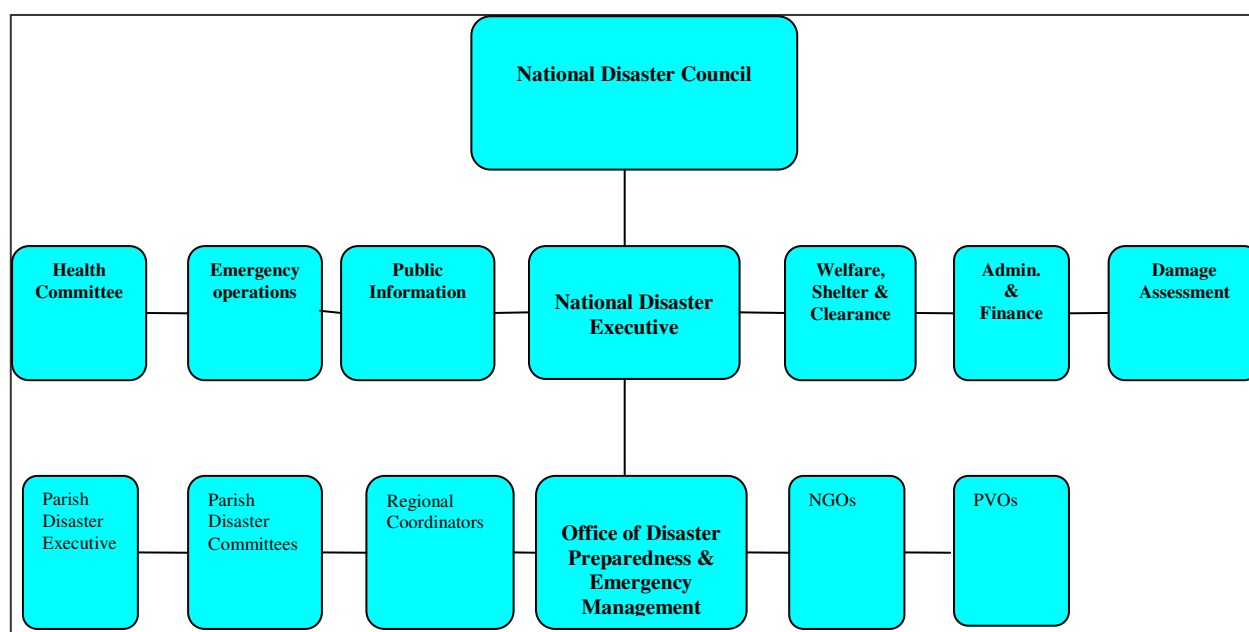 National Disaster Council
Health
Committee
Emergency
operations
Public
Information
National Disaster
Executive
Welfare,
Shelter &
Clearance
Admin.
&
Finance
Damage
Assessment
Parish
Disaster
Executive
Parish
Disaster
Committees
Regional
Coordinators
Office of Disaster
Preparedness &
Emergency
Management
NGOs
PVOs